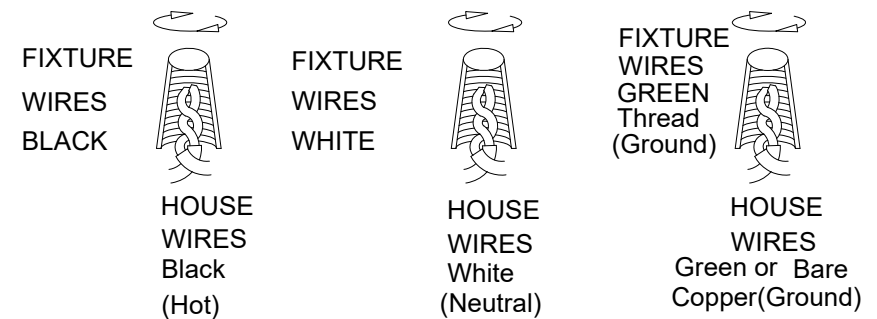 FIXTURE
WIRES
BLACK
HOUSE
WIRES
Black
(Hot)
FIXTURE
WIRES
WHITE
HOUSE
WIRES
White
(Neutral)
FIXTURE
WIRES
GREEN
Thread
(Ground)
HOUSE
WIRES
Green or Bare
Copper(Ground)